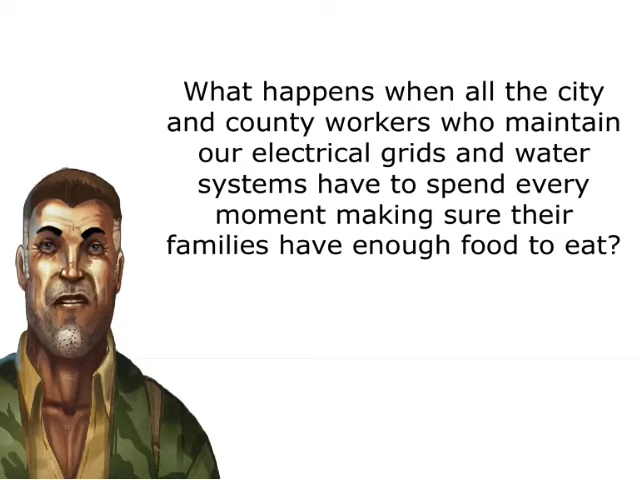 What happens when all the city
and county workers who maintain
our electrical grids and water
systems have to spend every
moment making sure their
families have enough food to eat?